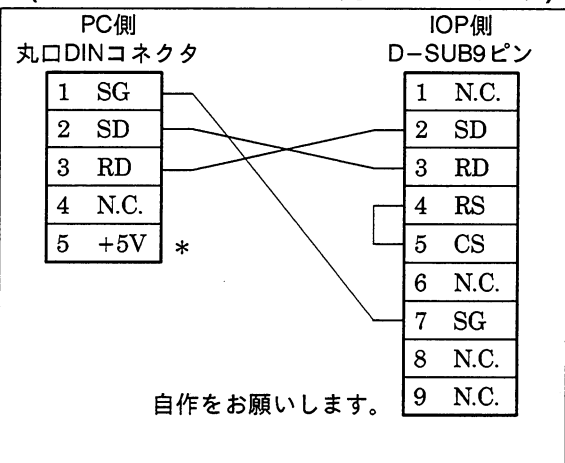 PC側
丸口DINコネクタ
1 SG
2 SD
3 RD
4 N.C.
5 +5V *
IOP側
D-SUB9ピン
1 N.C.
2 SD
3 RD
4 RS
5 CS
6 N.C.
7 SG
8 N.C.
9 N.C.
自作をお願いします。